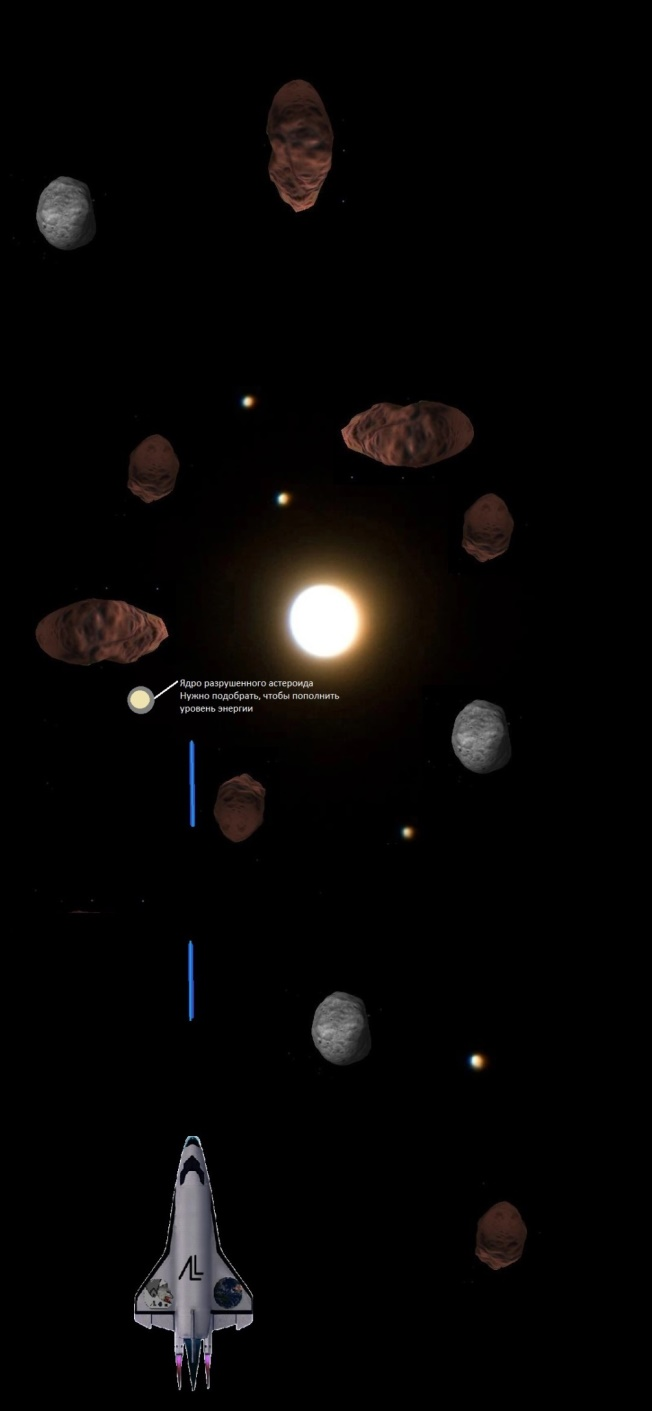 Ядро разрушенного астероида
Нужно подобрать, чтобы пополнить
уровень энергии